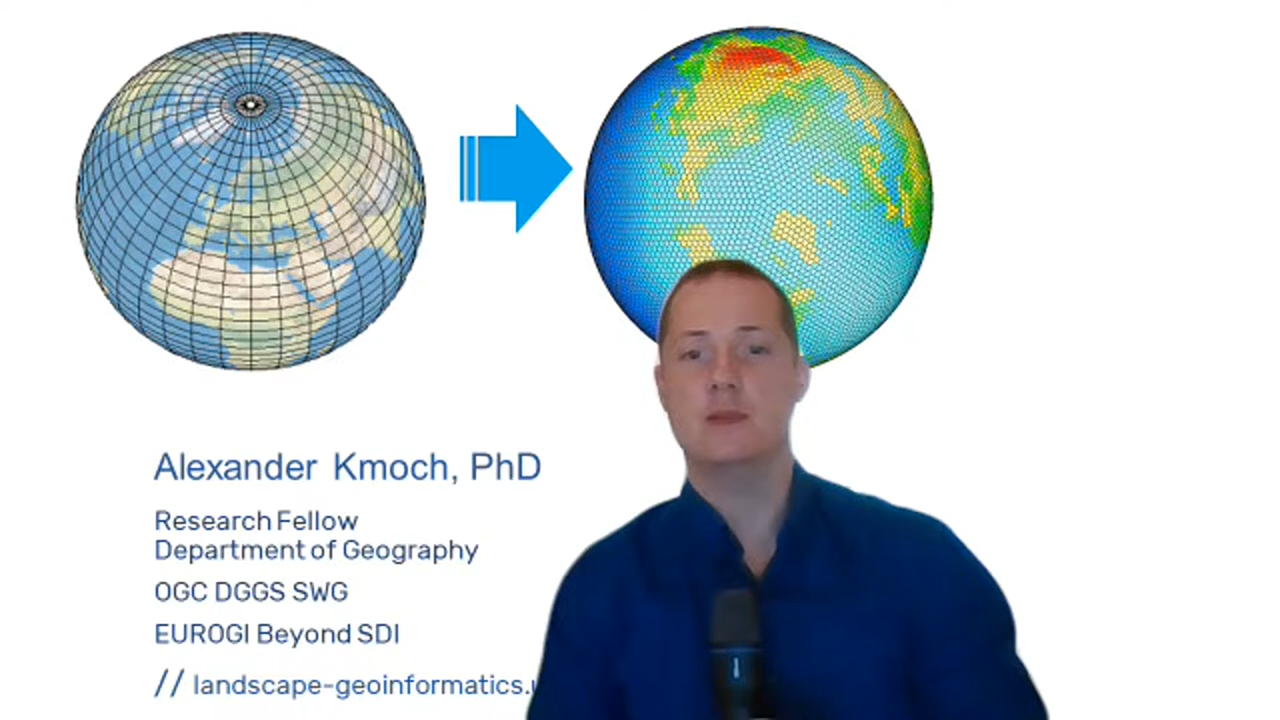 Alexander Kmoch, PhD
Research Fellow
Department of Geography
OGC DGGS SWG
EUROGI Beyond SDI
// landscape-geoinformatics.